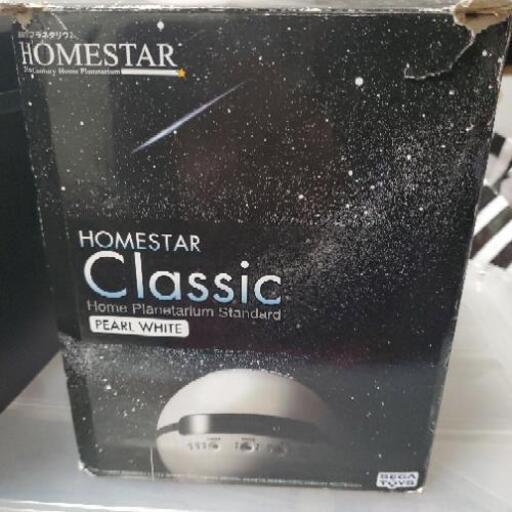 HOMESTAR
21st Century Home Planetarium
HOMESTAR
Classic
Home Planetarium Standard
PEARL WHITE
SEGA
TOYS